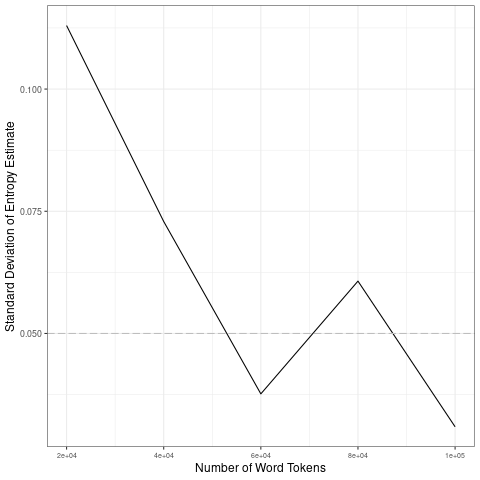 Standard Deviation of Entropy Estimate
0.100
0.075
0.050
2e+04 4e+04 6e+04 8e+04 1e+05
Number of Word Tokens